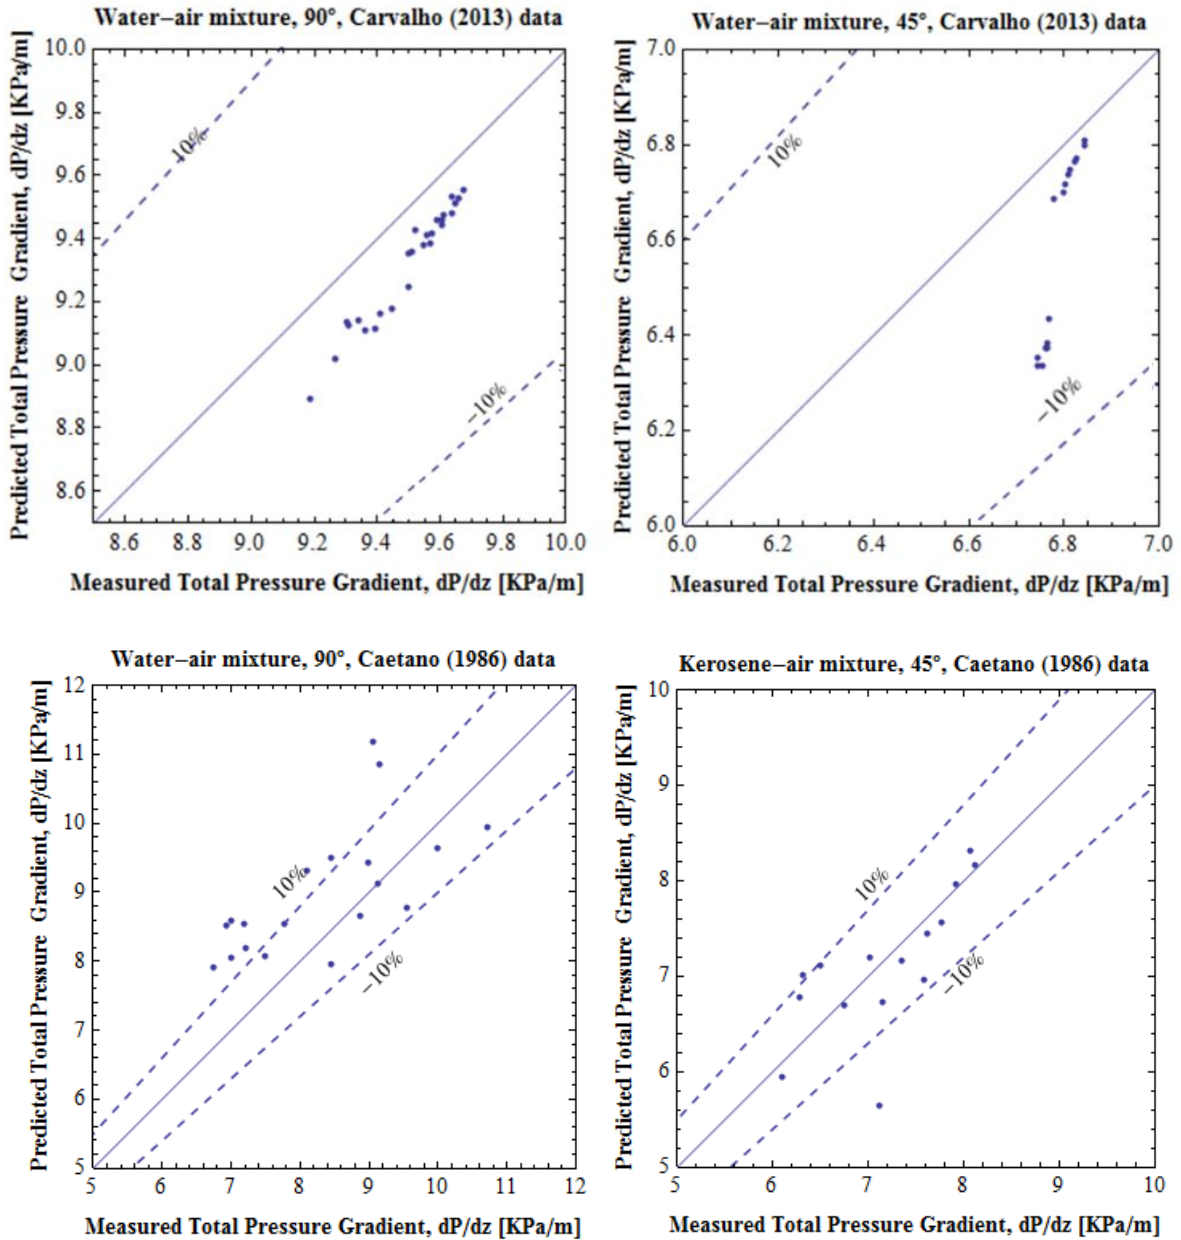 Water−air mixture, 90°, Carvalho (2013) data
Predicted Total Pressure Gradient, dP/dz [KPa/m]
10.0
9.8
9.6
9.4
9.2
9.0
8.8
8.6
10%
−10%
8.6 8.8 9.0 9.2 9.4 9.6 9.8 10.0
Measured Total Pressure Gradient, dP/dz [KPa/m]
Water−air mixture, 45°, Carvalho (2013) data
Predicted Total Pressure Gradient, dP/dz [KPa/m]
7.0
6.8
6.6
6.4
6.2
6.0
10%
−10%
6.0 6.2 6.4 6.6 6.8 7.0
Measured Total Pressure Gradient, dP/dz [KPa/m]
Water−air mixture, 90°, Caetano (1986) data
Predicted Total Pressure Gradient, dP/dz [KPa/m]
12
11
10
9
8
7
6
5
10%
−10%
5 6 7 8 9 10 11 12
Measured Total Pressure Gradient, dP/dz [KPa/m]
Kerosene−air mixture, 45°, Caetano (1986) data
Predicted Total Pressure Gradient, dP/dz [KPa/m]
10
9
8
7
6
5
10%
−10%
5 6 7 8 9 10
Measured Total Pressure Gradient, dP/dz [KPa/m]